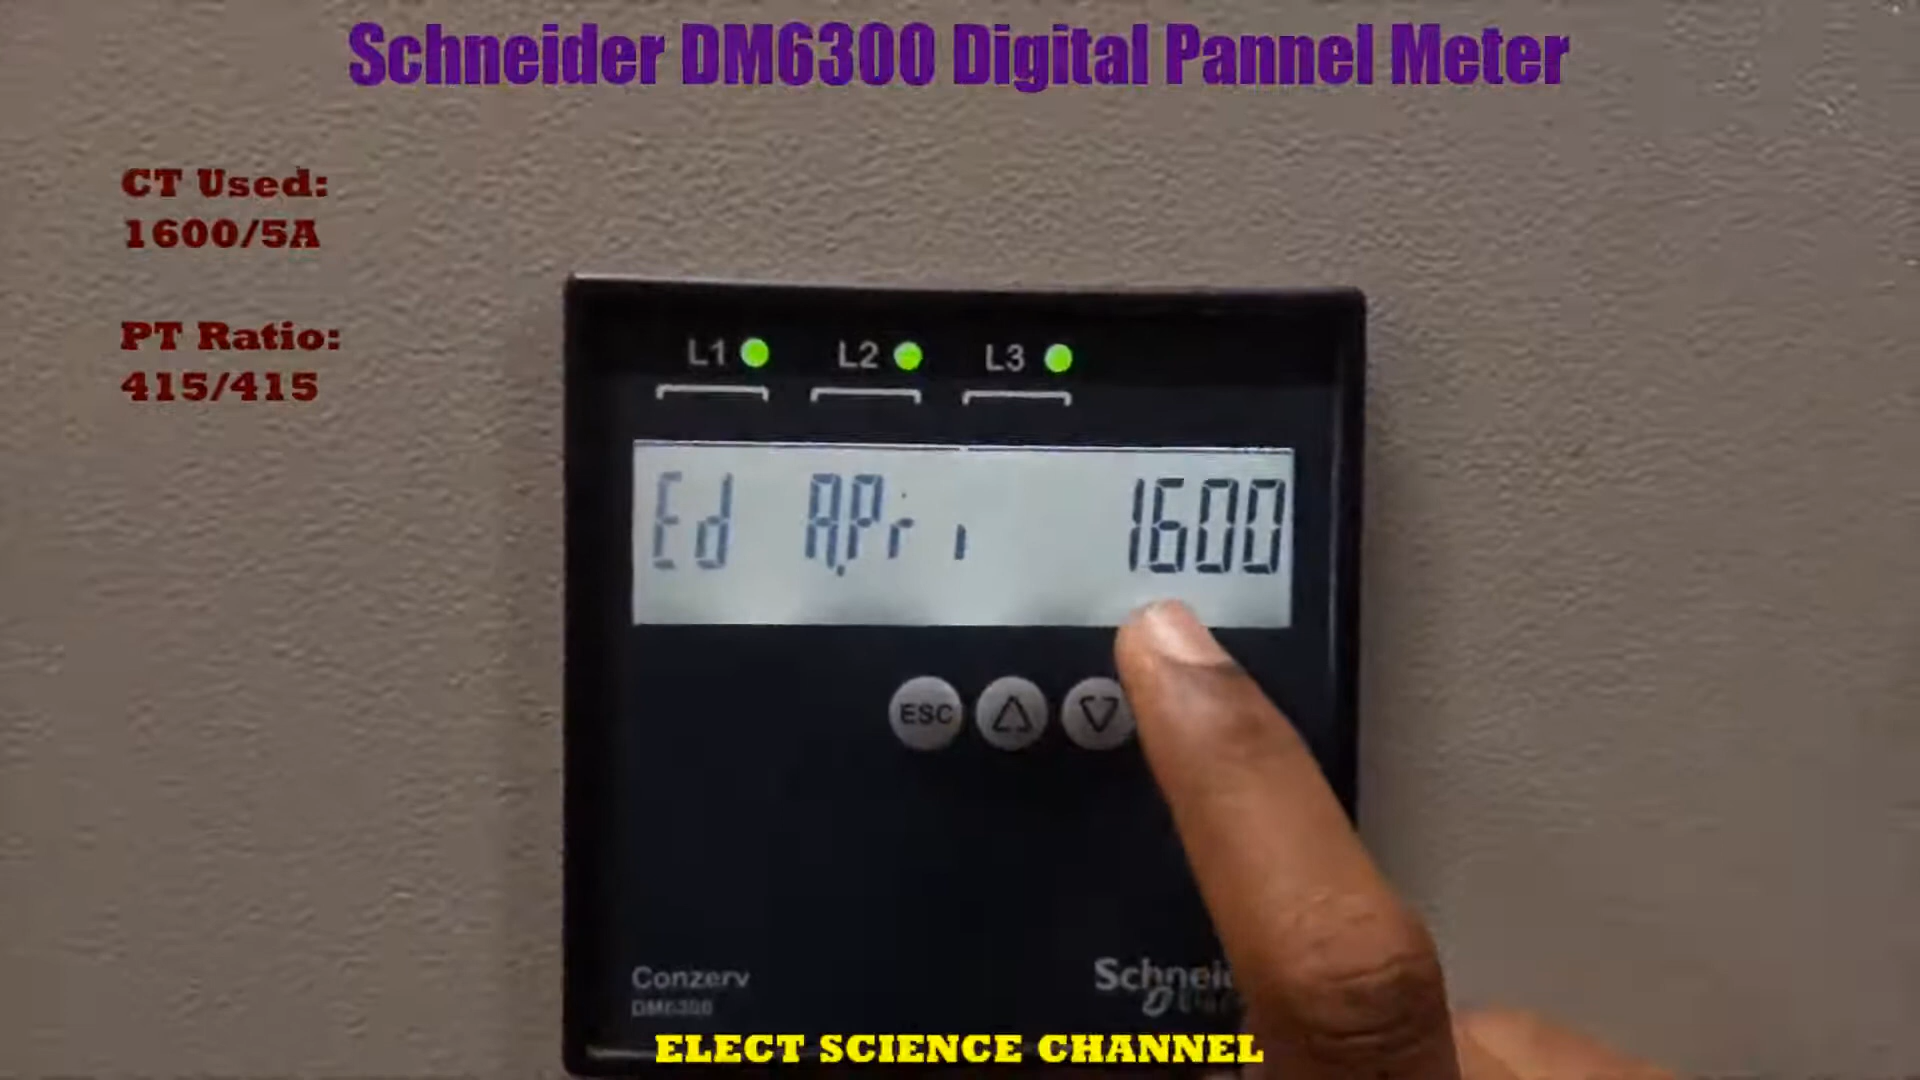 Schneider DM6300 Digital Pannel Meter
CT Used:
1600/5A
PT Ratio:
415/415
L1 L2 L3
Ed A.Pri 1600
ESC
Conzerv
DM6300
ELECT SCIENCE CHANNEL